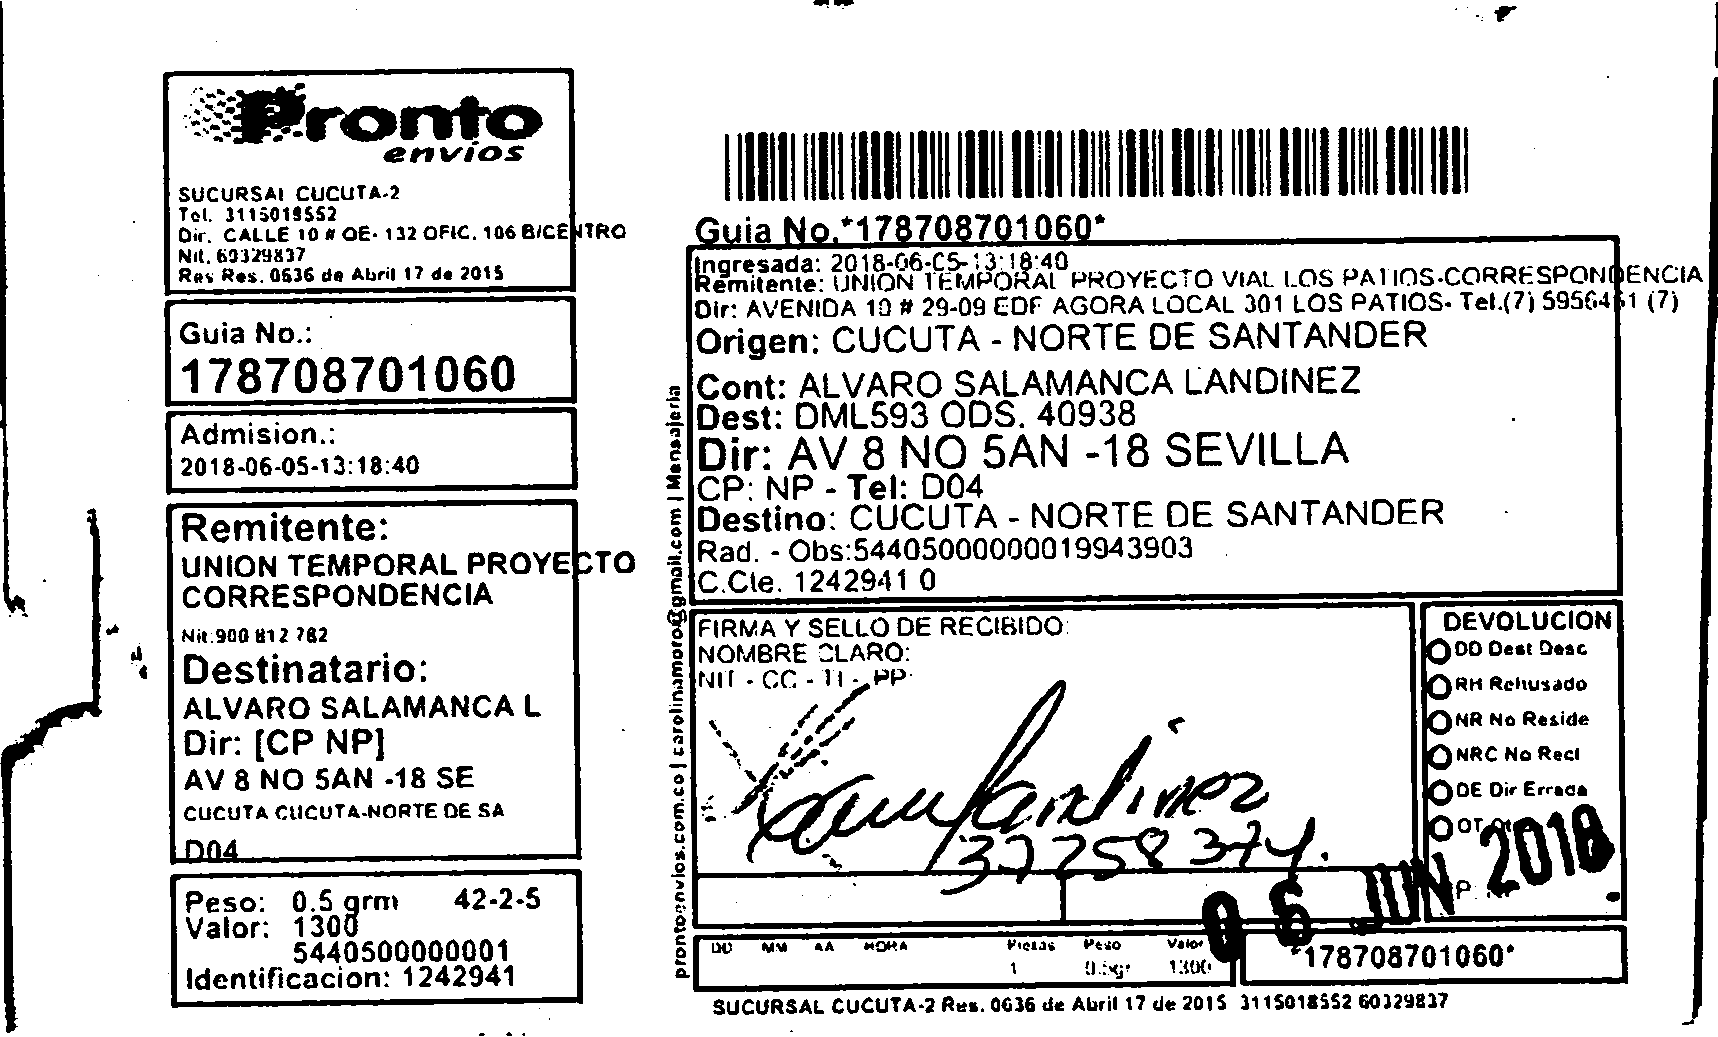 Pronto
envios
SUCURSAL CUCUTA-2
Tel. 3115018552
Dir. CALLE 10 # OE- 132 OFIC. 106 B/CENTRO
Nit. 60329837
Res Res. 0636 de Abril 17 de 2015
Guia No.:
178708701060
Admision.:
2018-06-05-13:18:40
Remitente:
UNION TEMPORAL PROYECTO
CORRESPONDENCIA
Nit:900 812 782
Destinatario:
ALVARO SALAMANCA L
Dir: [CP NP]
AV 8 NO 5AN -18 SE
CUCUTA CUCUTA-NORTE DE SA
D04
Peso: 0.5 grm 42-2-5
Valor: 1300
5440500000001
Identificacion: 1242941
prontoenvios.com.co | carolinamoro@gmail.com | Mensajeria
Guia No.*178708701060*
Ingresada: 2018-06-05-13:18:40
Remitente: UNION TEMPORAL PROYECTO VIAL LOS PATIOS-CORRESPONDENCIA
Dir: AVENIDA 10 # 29-09 EDF AGORA LOCAL 301 LOS PATIOS- Tel.(7) 5956461 (7)
Origen: CUCUTA - NORTE DE SANTANDER
Cont: ALVARO SALAMANCA LANDINEZ
Dest: DML593 ODS. 40938
Dir: AV 8 NO 5AN -18 SEVILLA
CP: NP - Tel: D04
Destino: CUCUTA - NORTE DE SANTANDER
Rad. - Obs:54405000000019943903
C.Cte. 1242941 0
FIRMA Y SELLO DE RECIBIDO:
NOMBRE CLARO:
NIT - CC - TI - PP
Landinez
37258374.
DEVOLUCION
DD Dest Desc
RH Rehusado
NR No Reside
NRC No Recl
DE Dir Errada
OT
06 JUN 2018
DD MM AA HORA Piezas Peso Valor
1 0.5gr 1300
*178708701060*
SUCURSAL CUCUTA-2 Res. 0636 de Abril 17 de 2015 3115018552 60329837